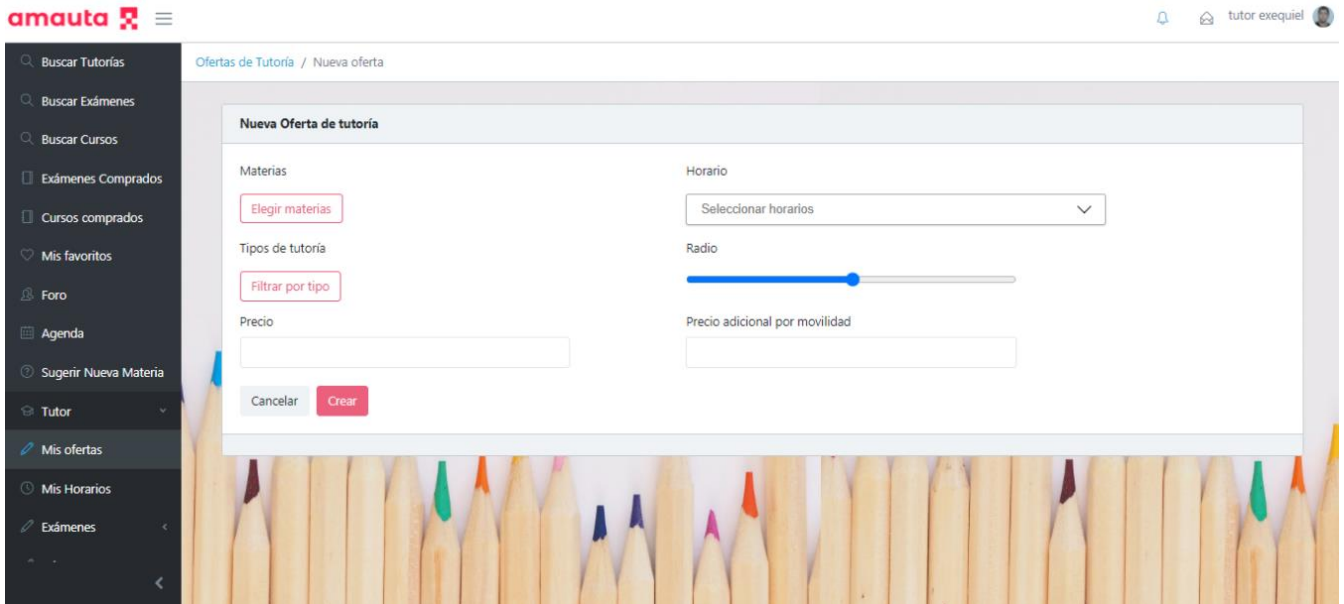 amauta
tutor exequiel
Buscar Tutorías
Buscar Exámenes
Buscar Cursos
Exámenes Comprados
Cursos comprados
Mis favoritos
Foro
Agenda
Sugerir Nueva Materia
Tutor
Mis ofertas
Mis Horarios
Exámenes
Ofertas de Tutoría / Nueva oferta
Nueva Oferta de tutoría
Materias
Horario
Elegir materias
Seleccionar horarios
Tipos de tutoría
Radio
Filtrar por tipo
Precio
Precio adicional por movilidad
Cancelar
Crear